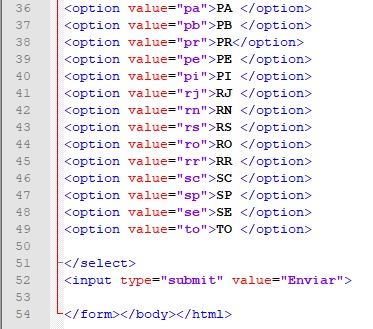 36 <option value="pa">PA </option>
37 <option value="pb">PB </option>
38 <option value="pr">PR</option>
39 <option value="pe">PE </option>
40 <option value="pi">PI </option>
41 <option value="rj">RJ </option>
42 <option value="rn">RN </option>
43 <option value="rs">RS </option>
44 <option value="ro">RO </option>
45 <option value="rr">RR </option>
46 <option value="sc">SC </option>
47 <option value="sp">SP </option>
48 <option value="se">SE </option>
49 <option value="to">TO </option>
50
51 </select>
52 <input type="submit" value="Enviar">
53
54 </form></body></html>